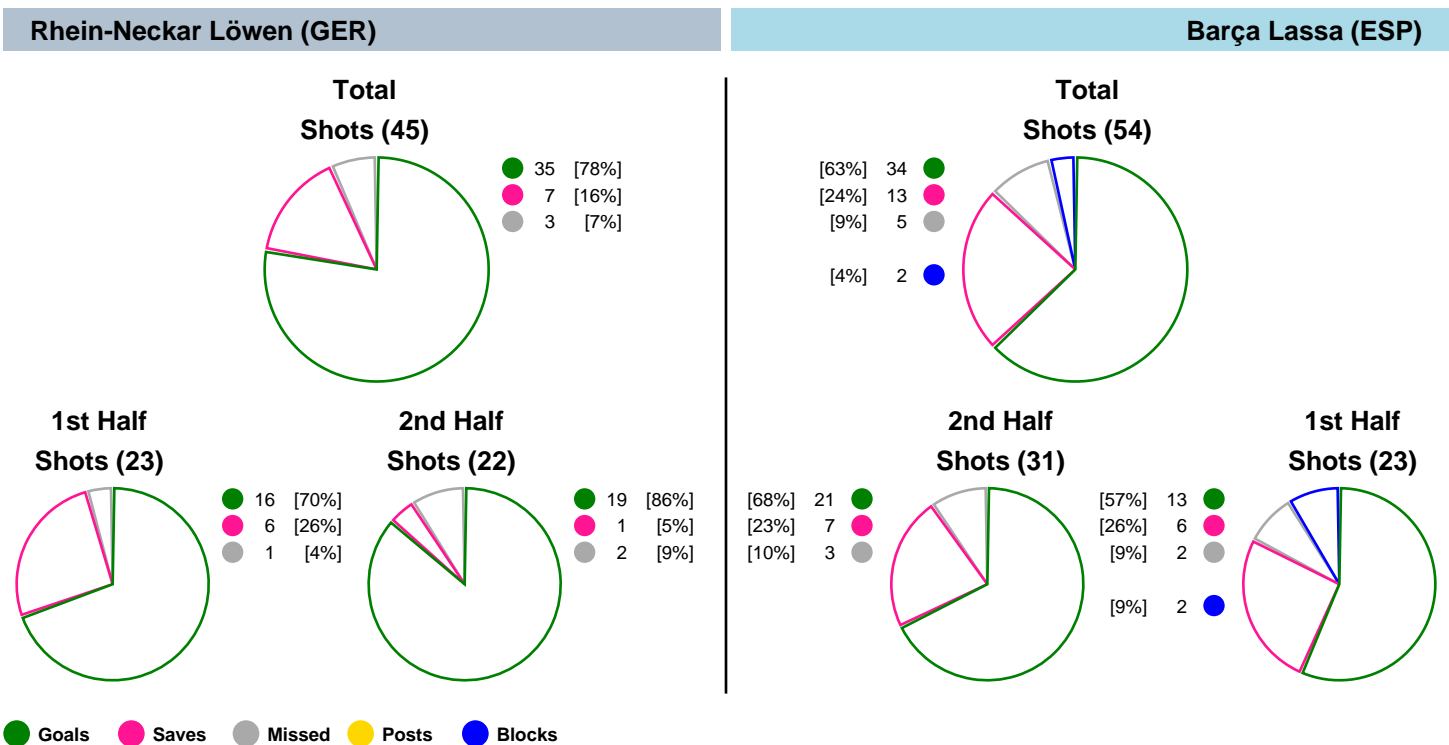 Rhein-Neckar Löwen (GER)
Barça Lassa (ESP)
Total
Shots (45)
35 [78%]
7 [16%]
3 [7%]
Total
Shots (54)
[63%] 34
[24%] 13
[9%] 5
[4%] 2
1st Half
Shots (23)
16 [70%]
6 [26%]
1 [4%]
2nd Half
Shots (22)
19 [86%]
1 [5%]
2 [9%]
2nd Half
Shots (31)
[68%] 21
[23%] 7
[10%] 3
1st Half
Shots (23)
[57%] 13
[26%] 6
[9%] 2
[9%] 2
Goals Saves Missed Posts Blocks